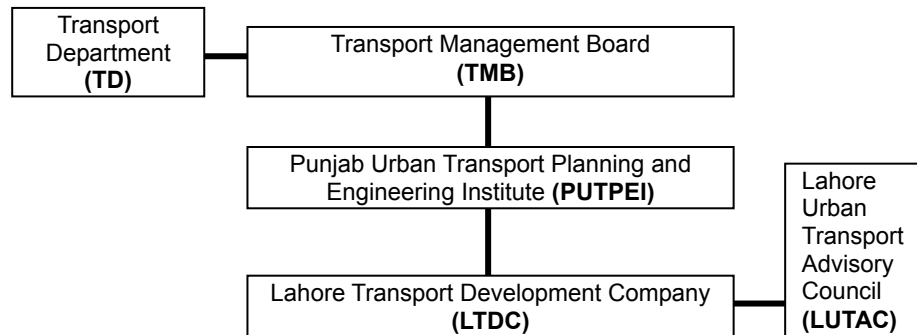 Transport
Department
(TD)
Transport Management Board
(TMB)
Punjab Urban Transport Planning and
Engineering Institute (PUTPEI)
Lahore Transport Development Company
(LTDC)
Lahore
Urban
Transport
Advisory
Council
(LUTAC)